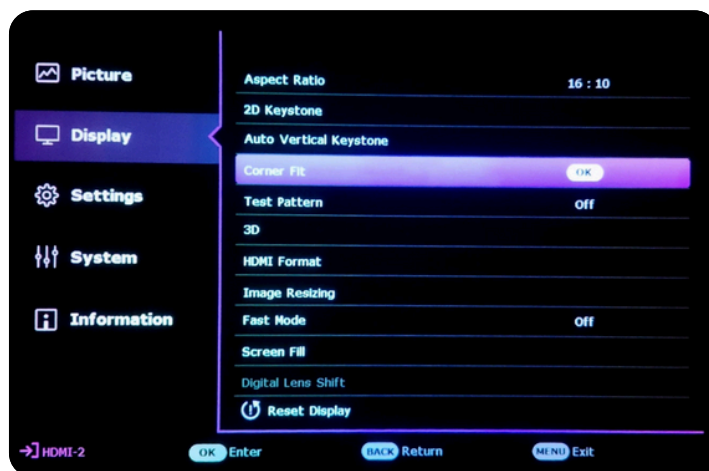 Picture
Display
Settings
System
Information
Aspect Ratio 16 : 10
2D Keystone
Auto Vertical Keystone
Corner Fit OK
Test Pattern Off
3D
HDMI Format
Image Resizing
Fast Mode Off
Screen Fill
Digital Lens Shift
Reset Display
HDMI-2 OK Enter BACK Return MENU Exit